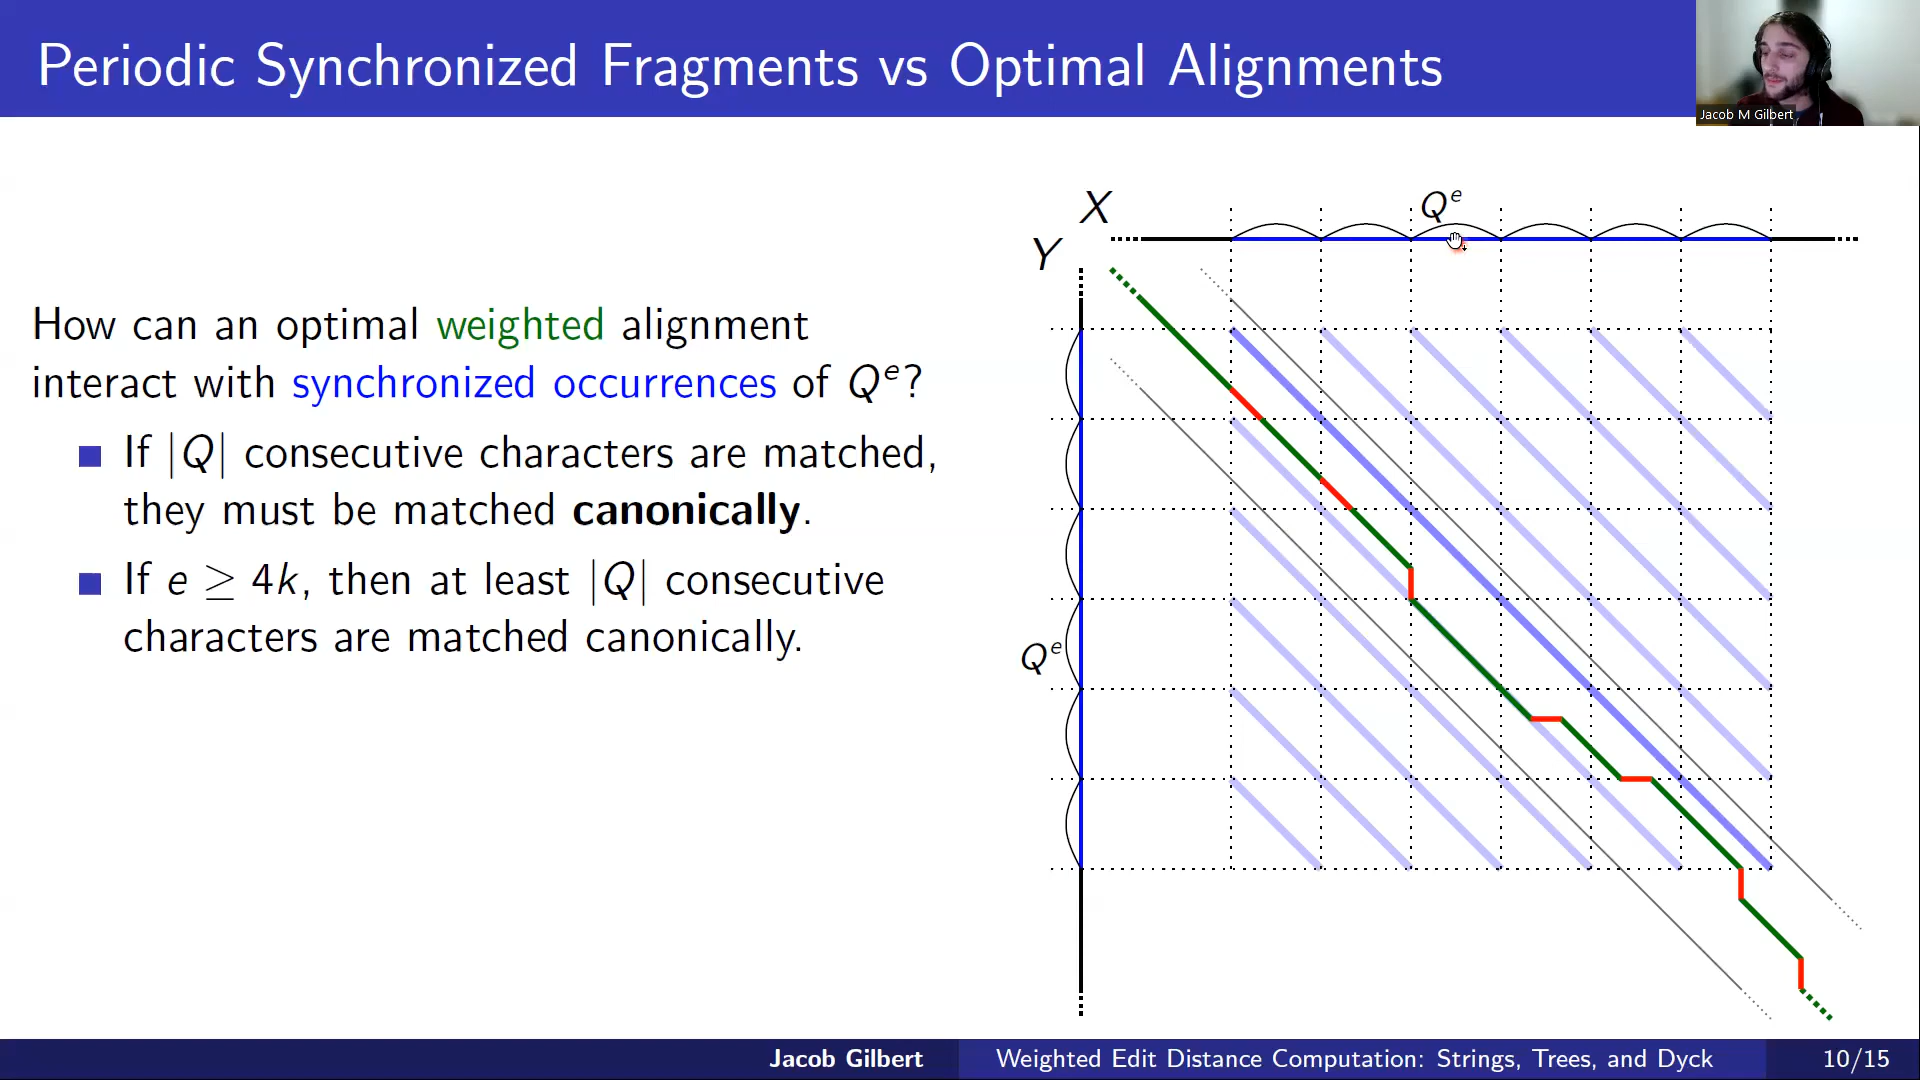 Periodic Synchronized Fragments vs Optimal Alignments
Jacob M Gilbert
How can an optimal weighted alignment
interact with synchronized occurrences of Qᵉ?
If |Q| consecutive characters are matched,
they must be matched canonically.
If e ≥ 4k, then at least |Q| consecutive
characters are matched canonically.
X
Y
Qᵉ
Qᵉ
Jacob Gilbert
Weighted Edit Distance Computation: Strings, Trees, and Dyck
10/15